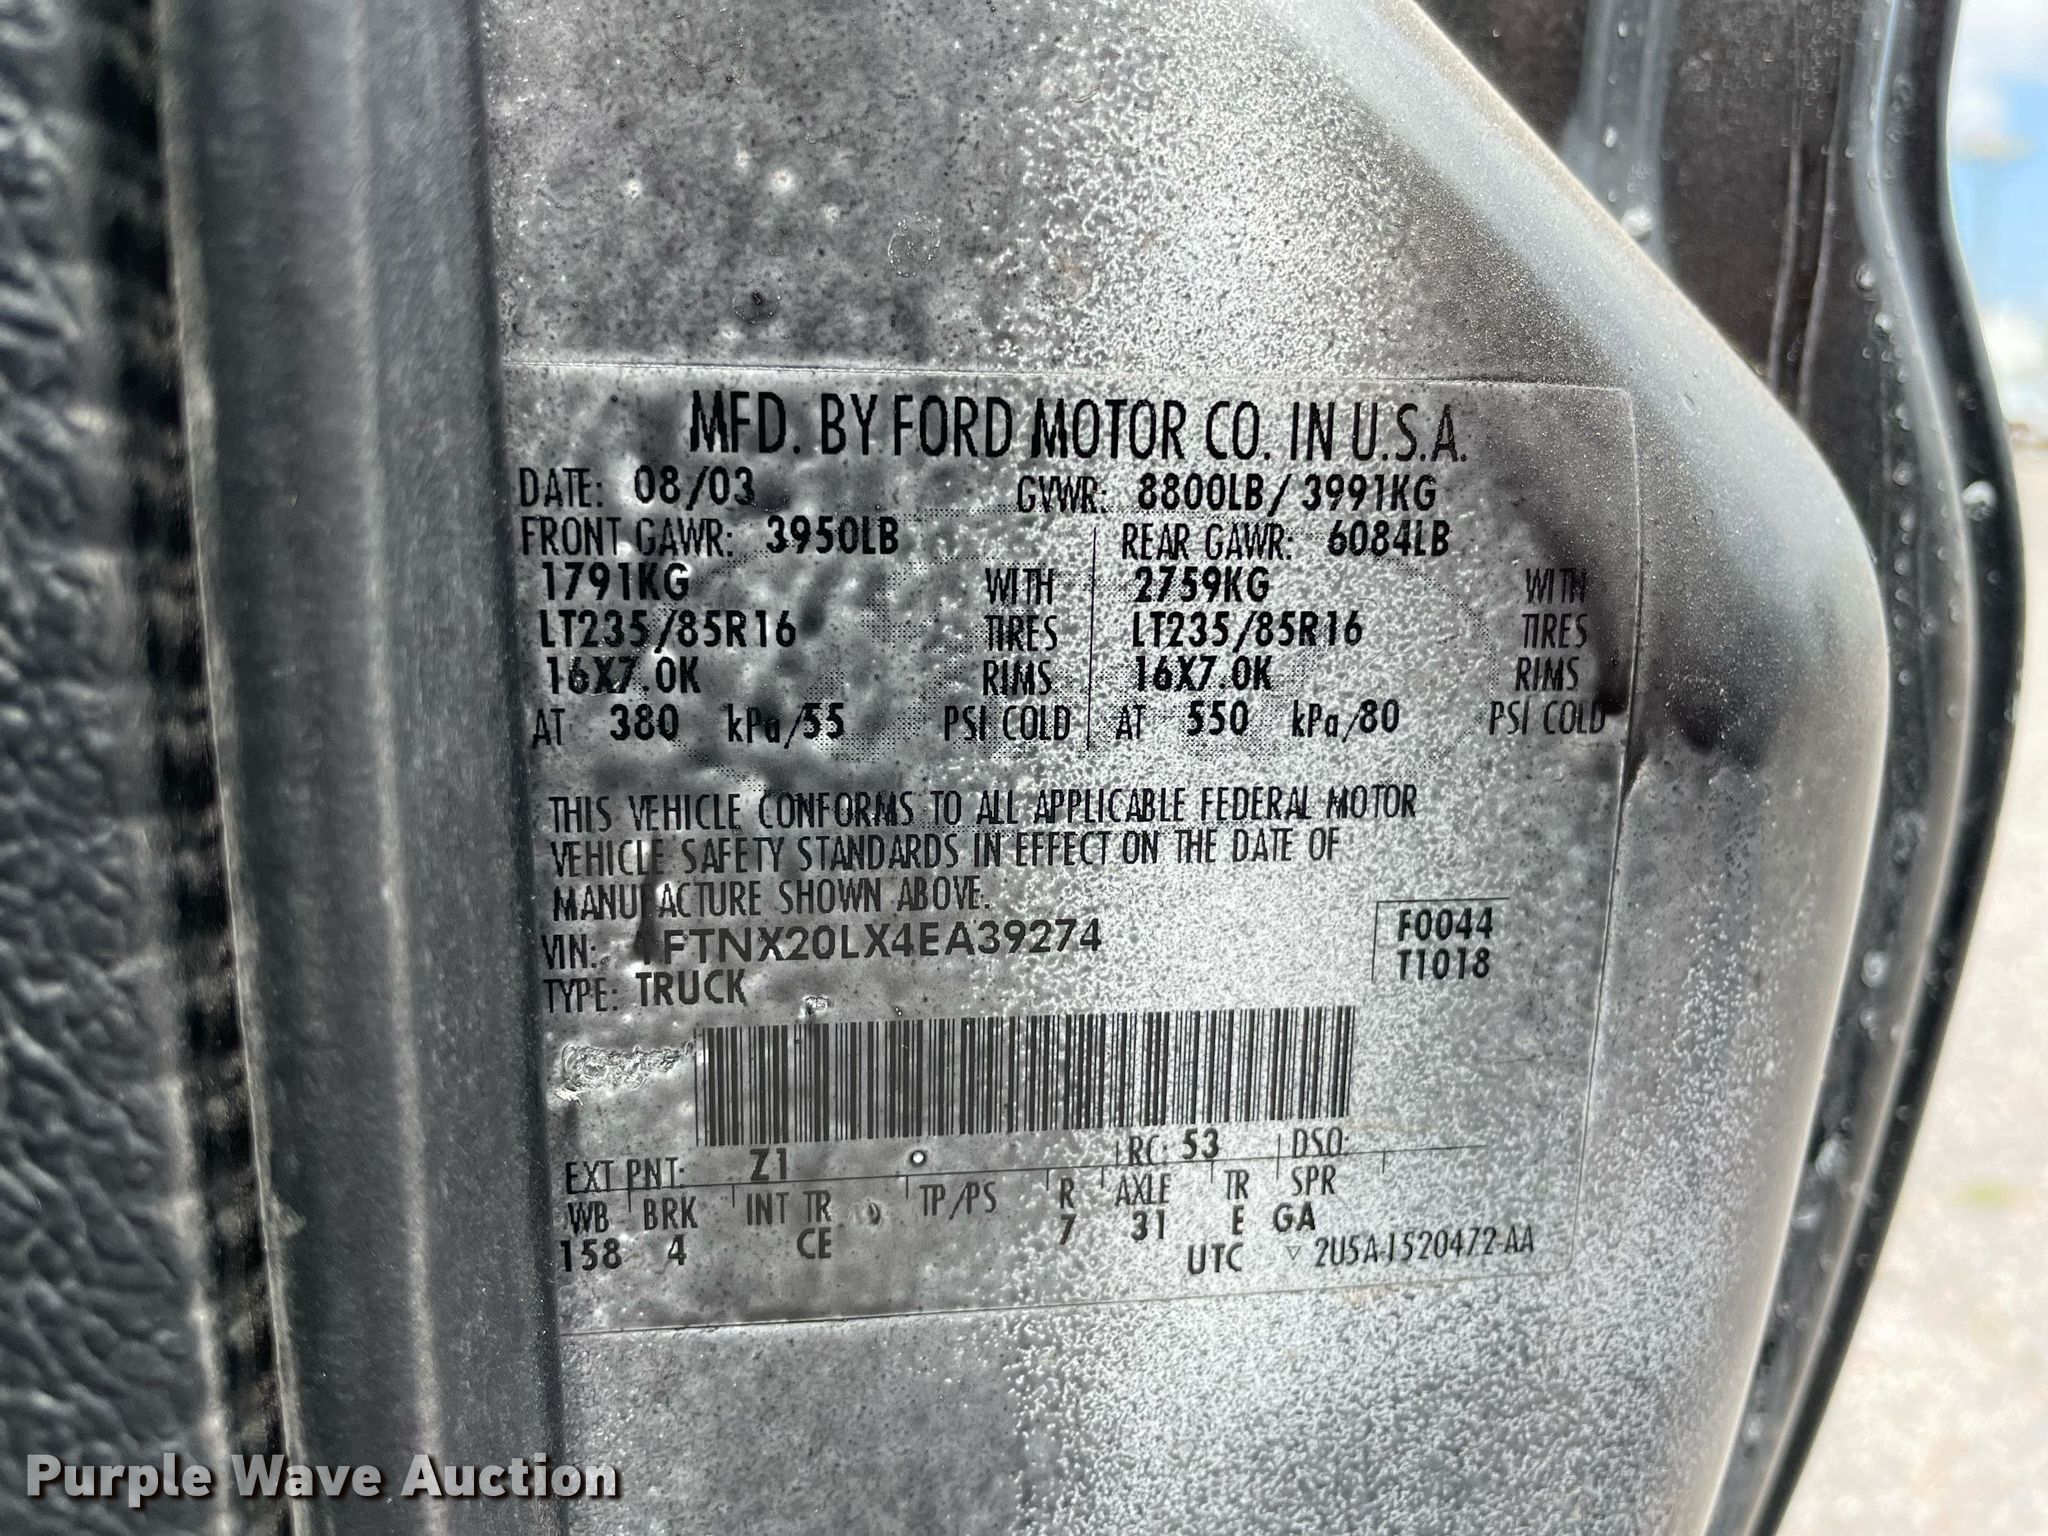 MFD. BY FORD MOTOR CO. IN U.S.A.
DATE: 08/03 GVWR: 8800LB/3991KG
FRONT GAWR: 3950LB REAR GAWR: 6084LB
1791KG WITH 2759KG WITH
LT235/85R16 TIRES LT235/85R16 TIRES
16X7.0K RIMS 16X7.0K RIMS
AT 380 kPa/55 PSI COLD AT 550 kPa/80 PSI COLD
THIS VEHICLE CONFORMS TO ALL APPLICABLE FEDERAL MOTOR
VEHICLE SAFETY STANDARDS IN EFFECT ON THE DATE OF
MANUFACTURE SHOWN ABOVE.
VIN: 1FTNX20LX4EA39274 F0044
TYPE: TRUCK T1018
EXT PNT: Z1 RC: 53 DSO:
WB BRK INT TR TP/PS R AXLE TR SPR
158 4 CE 7 31 E GA
UTC ▽ 2U5A-1520472-AA
Purple Wave Auction